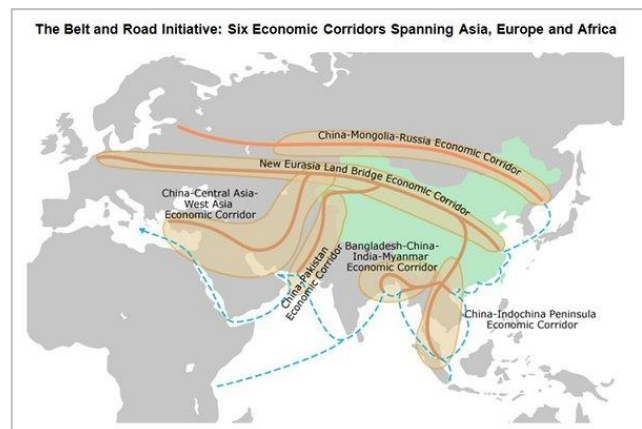 The Belt and Road Initiative: Six Economic Corridors Spanning Asia, Europe and Africa
China-Mongolia-Russia Economic Corridor
New Eurasia Land Bridge Economic Corridor
China-Central Asia-
West Asia
Economic Corridor
China-Pakistan
Economic Corridor
Bangladesh-China-
India-Myanmar
Economic Corridor
China-Indochina Peninsula
Economic Corridor